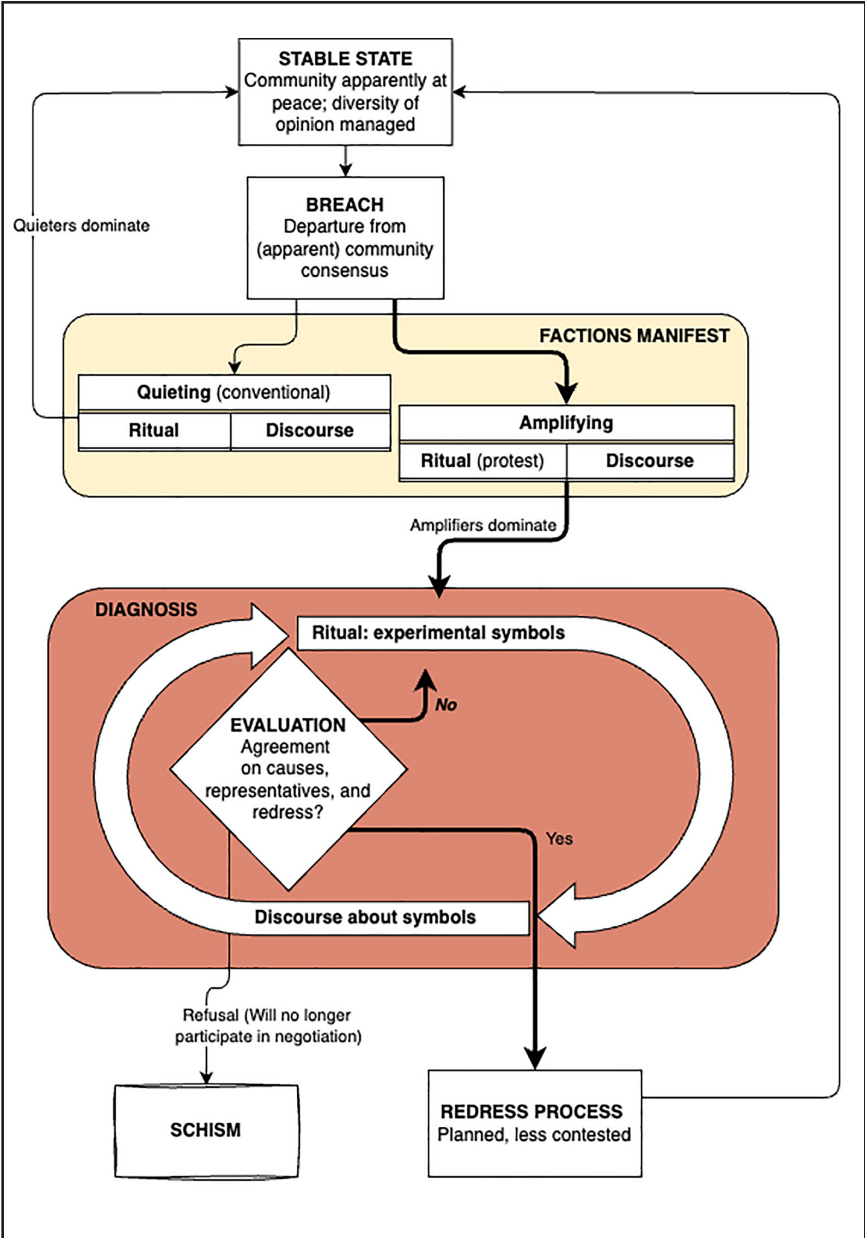 STABLE STATE
Community apparently at
peace; diversity of
opinion managed
BREACH
Departure from
(apparent) community
consensus
Quieters dominate
FACTIONS MANIFEST
Quieting (conventional)
Ritual
Discourse
Amplifying
Ritual (protest)
Discourse
Amplifiers dominate
DIAGNOSIS
Ritual: experimental symbols
No
EVALUATION
Agreement
on causes,
representatives, and
redress?
Yes
Discourse about symbols
Refusal (Will no longer
participate in negotiation)
SCHISM
REDRESS PROCESS
Planned, less contested